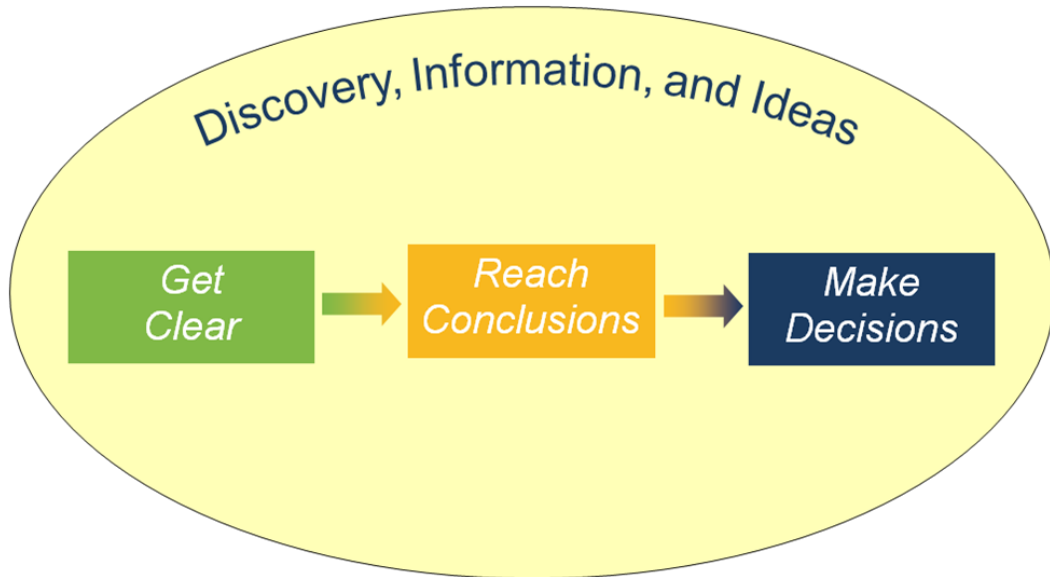 Discovery, Information, and Ideas
Get
Clear
Reach
Conclusions
Make
Decisions